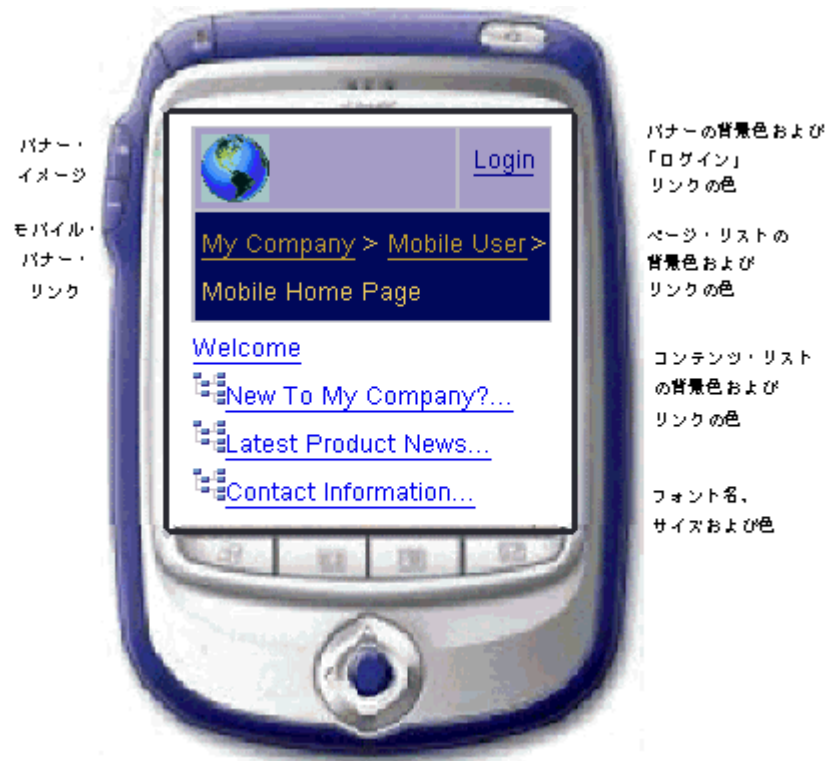 バナー・
イメージ
モバイル・
バナー・
リンク
Login
My Company > Mobile User >
Mobile Home Page
Welcome
New To My Company?...
Latest Product News...
Contact Information...
バナーの背景色および
「ログイン」
リンクの色
ページ・リストの
背景色および
リンクの色
コンテンツ・リスト
の背景色および
リンクの色
フォント名、
サイズおよび色